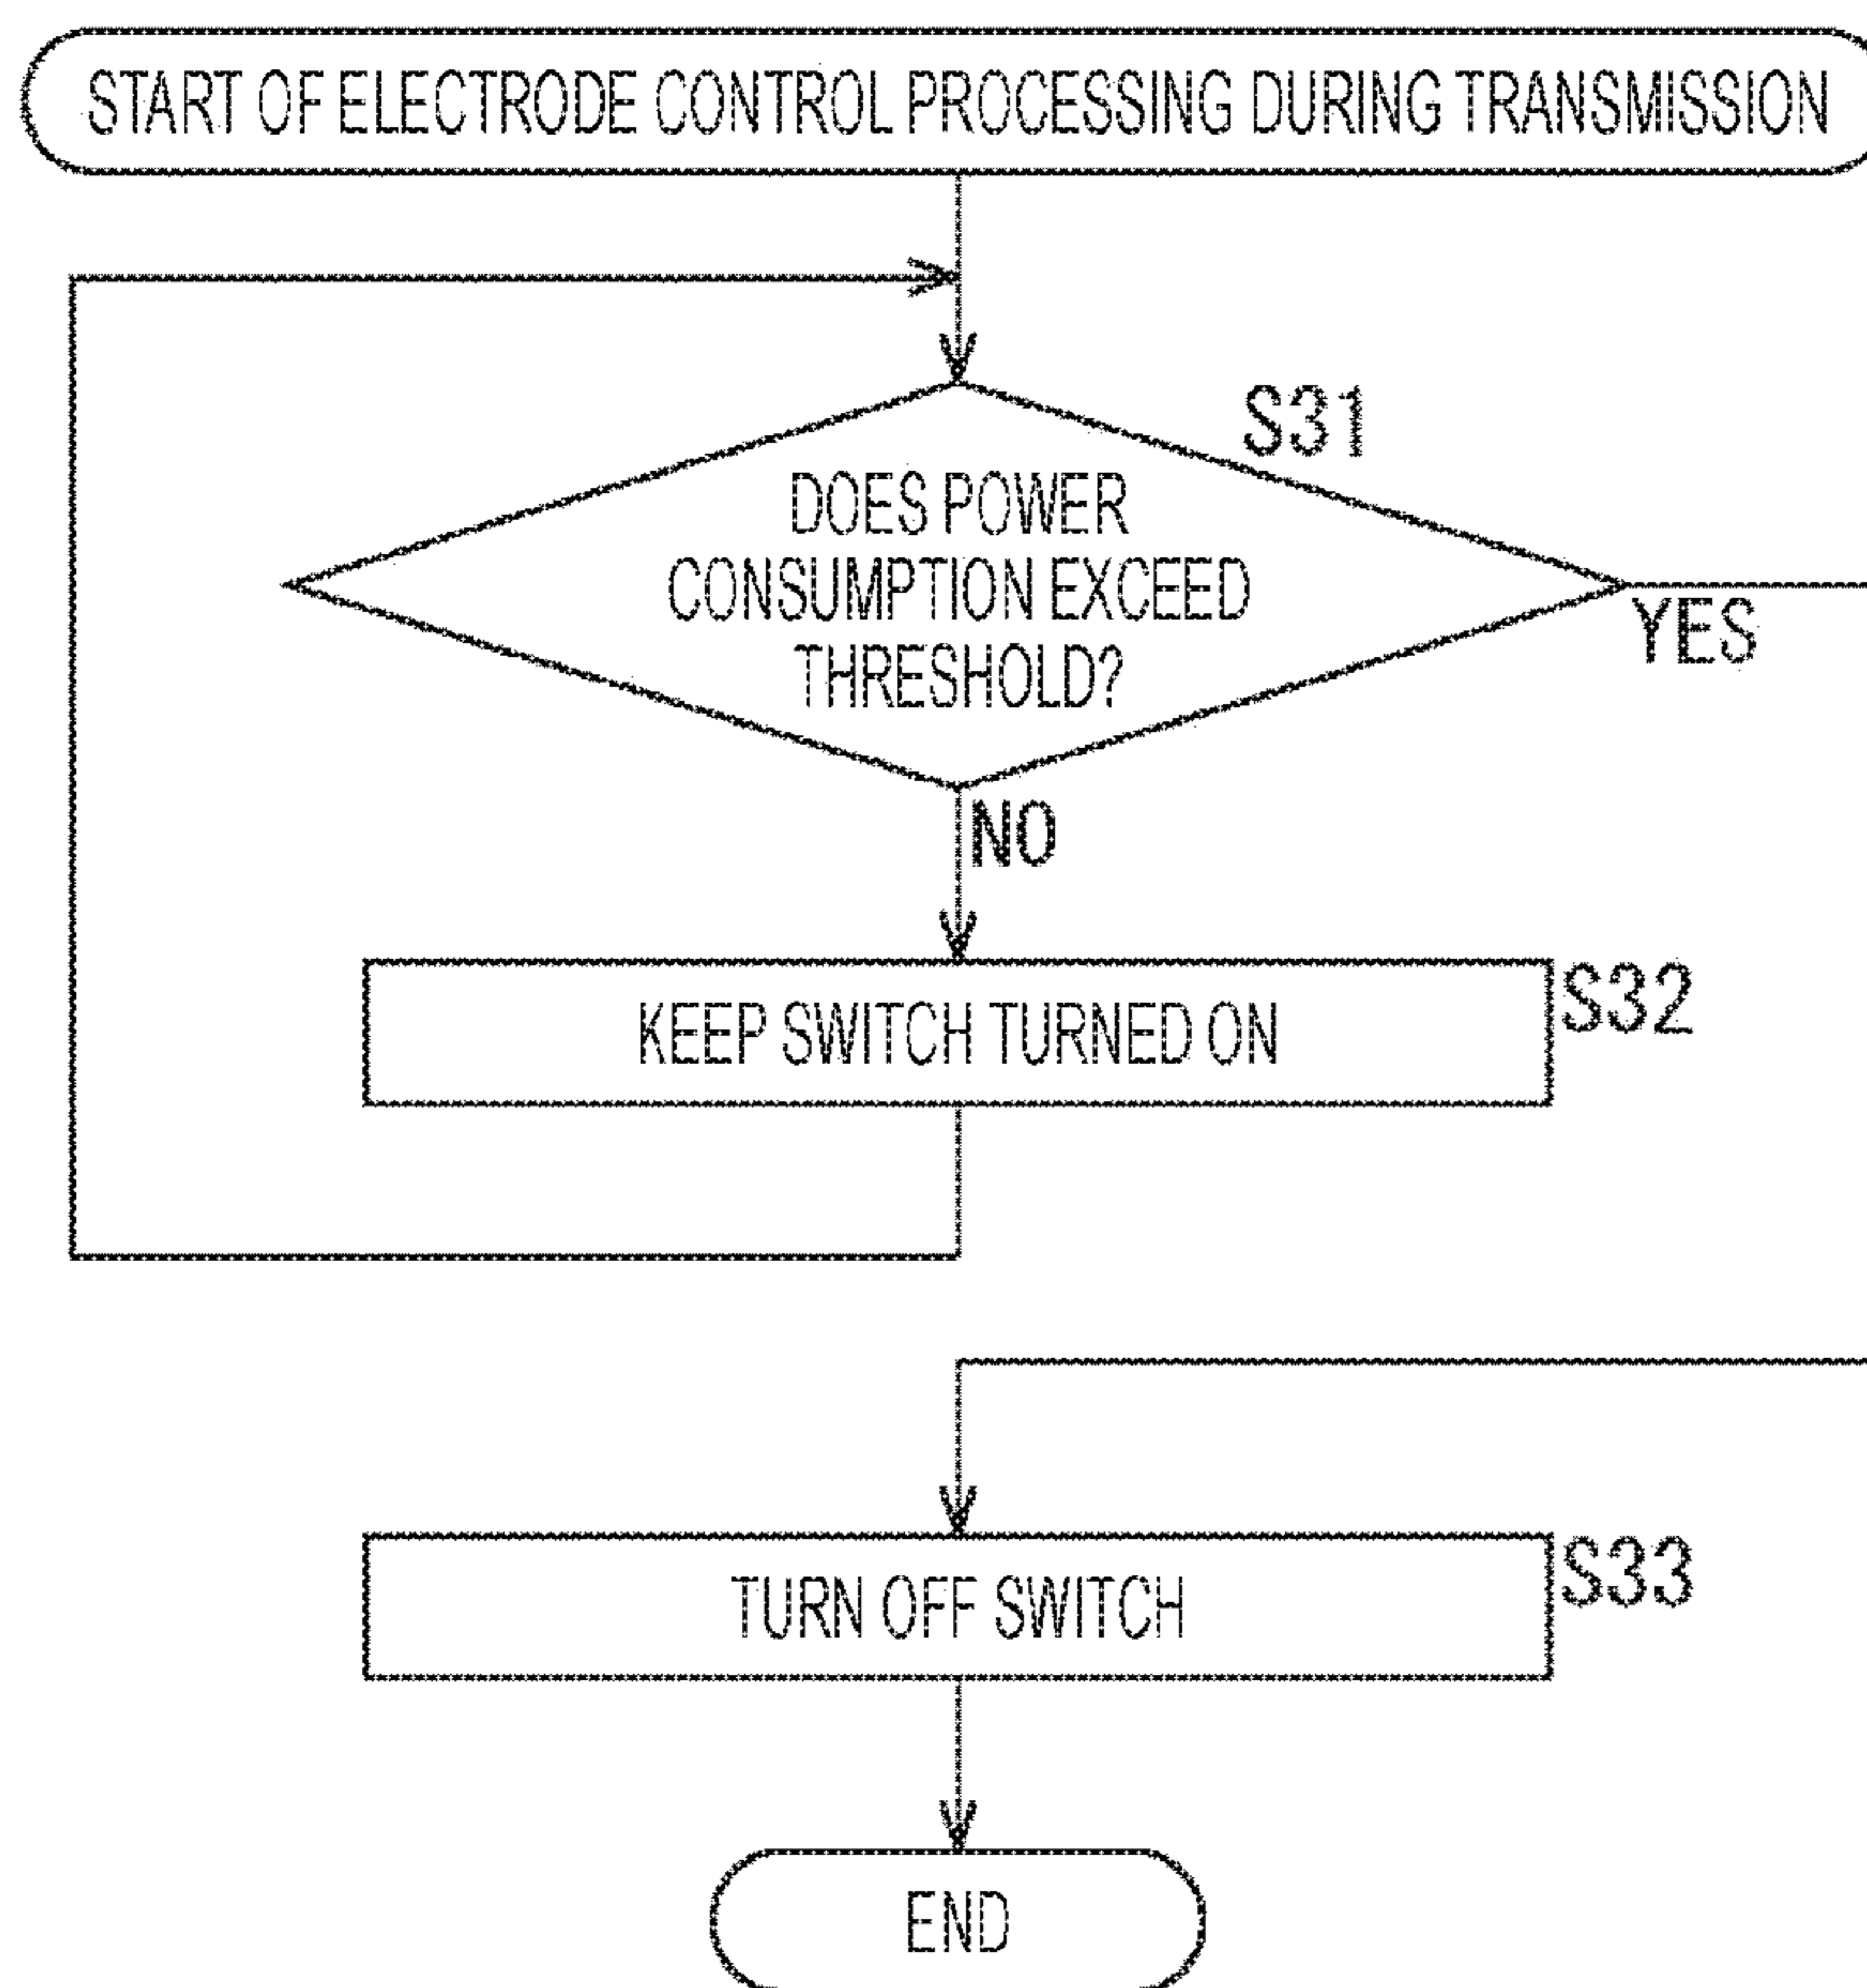 START OF ELECTRODE CONTROL PROCESSING DURING TRANSMISSION
S31
DOES POWER
CONSUMPTION EXCEED
THRESHOLD?
YES
NO
KEEP SWITCH TURNED ON
S32
TURN OFF SWITCH
S33
END